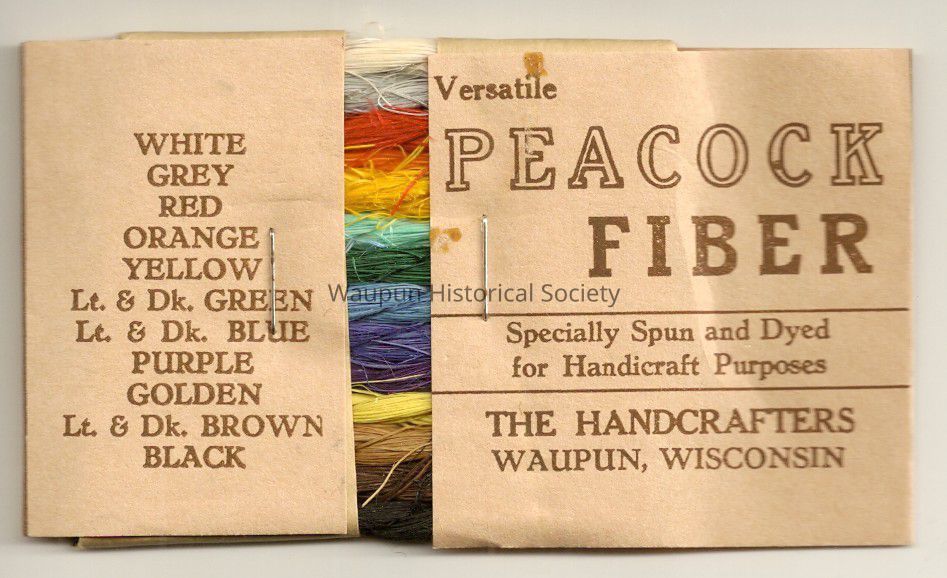 WHITE
GREY
RED
ORANGE
YELLOW
Lt. & Dk. GREEN
Lt. & Dk. BLUE
PURPLE
GOLDEN
Lt. & Dk. BROWN
BLACK
Versatile
PEACOCK
FIBER
Specially Spun and Dyed
for Handicraft Purposes
THE HANDCRAFTERS
WAUPUN, WISCONSIN
Waupun Historical Society